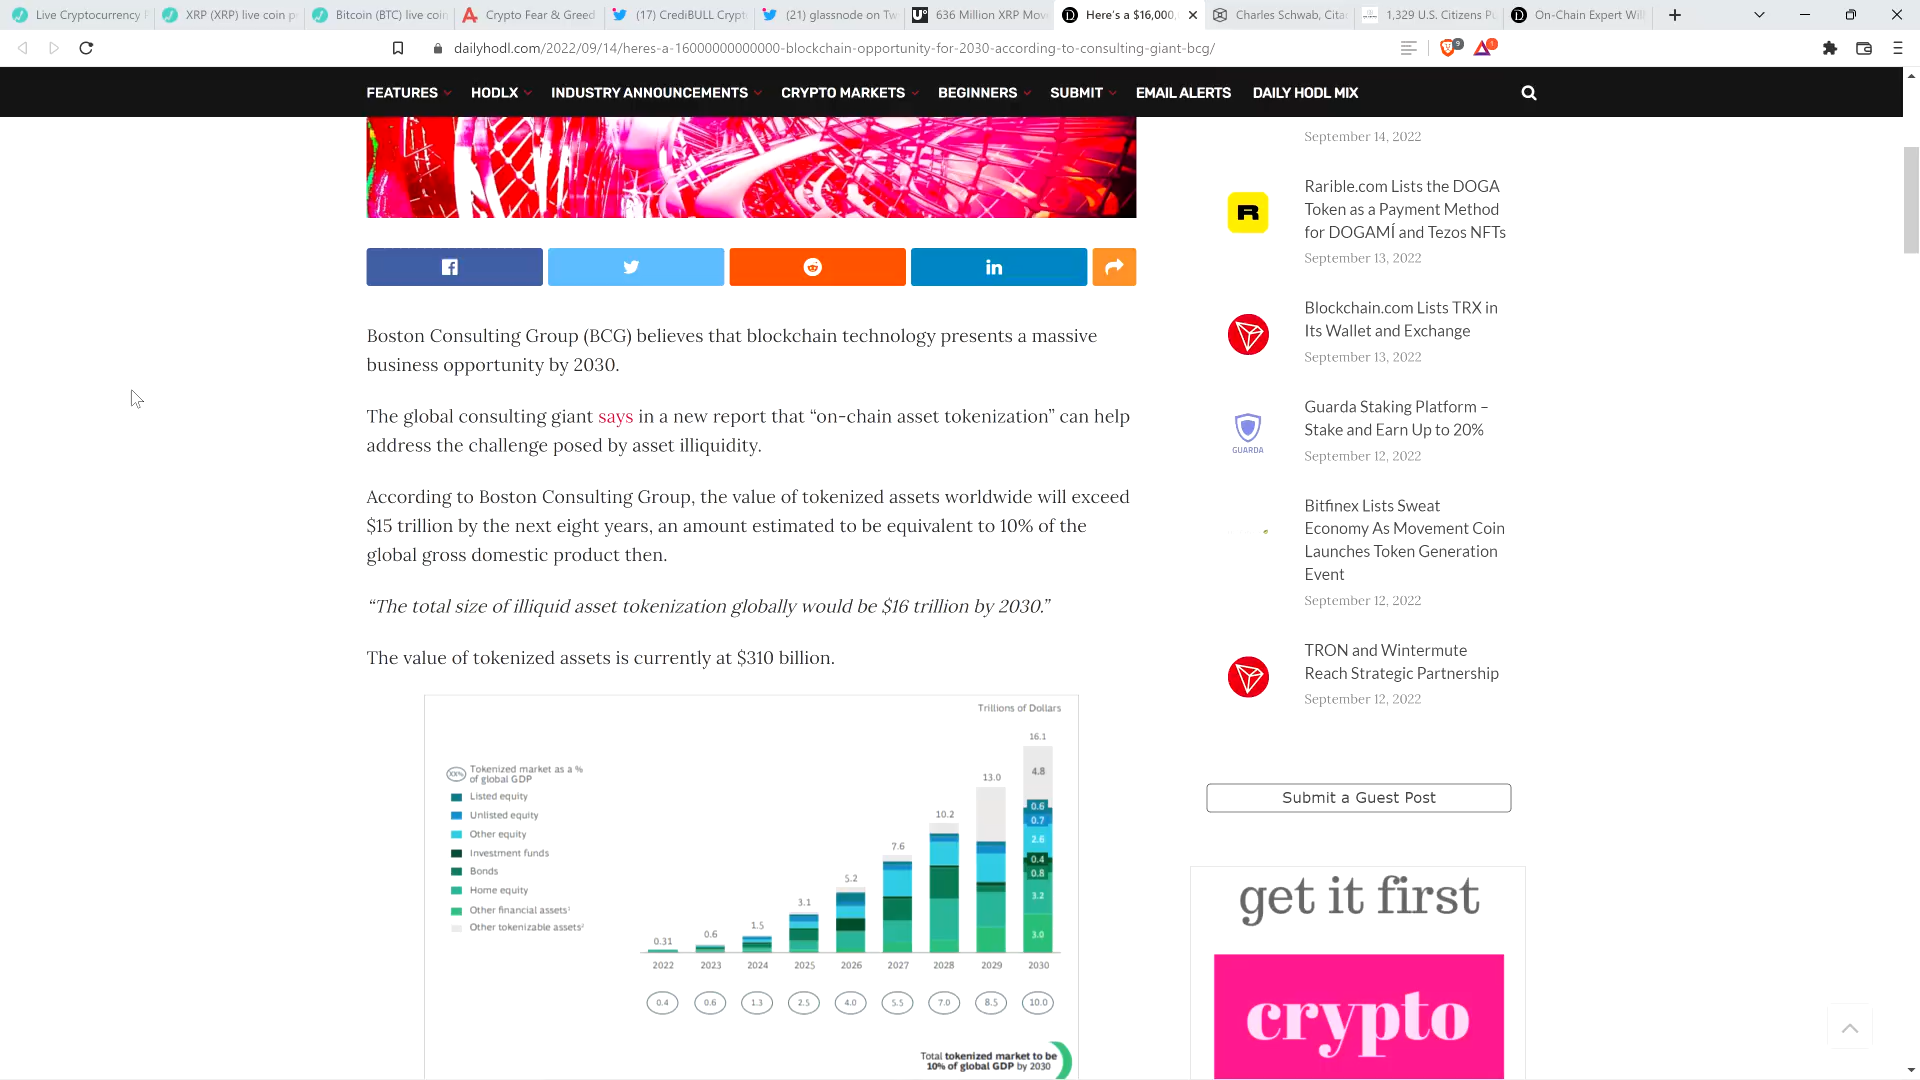 Live Cryptocurrency P
XRP (XRP) live coin p
Bitcoin (BTC) live coin
Crypto Fear & Greed
(17) CrediBULL Crypt
(21) glassnode on Tw
636 Million XRP Mov
Here's a $16,000,
Charles Schwab, Cita
1,329 U.S. Citizens Pu
On-Chain Expert Will
dailyhodl.com/2022/09/14/heres-a-16000000000000-blockchain-opportunity-for-2030-according-to-consulting-giant-bcg/
9
1
FEATURES
HODLX
INDUSTRY ANNOUNCEMENTS
CRYPTO MARKETS
BEGINNERS
SUBMIT
EMAIL ALERTS
DAILY HODL MIX
Boston Consulting Group (BCG) believes that blockchain technology presents a massive
business opportunity by 2030.
The global consulting giant says in a new report that “on-chain asset tokenization” can help
address the challenge posed by asset illiquidity.
According to Boston Consulting Group, the value of tokenized assets worldwide will exceed
$15 trillion by the next eight years, an amount estimated to be equivalent to 10% of the
global gross domestic product then.
“The total size of illiquid asset tokenization globally would be $16 trillion by 2030.”
The value of tokenized assets is currently at $310 billion.
Trillions of Dollars
XX% Tokenized market as a %
of global GDP
Listed equity
Unlisted equity
Other equity
Investment funds
Bonds
Home equity
Other financial assets¹
Other tokenizable assets²
0.31
0.6
1.5
3.1
5.2
7.6
10.2
13.0
16.1
4.8
0.6
0.7
2.6
0.4
0.8
3.2
3.0
2022 2023 2024 2025 2026 2027 2028 2029 2030
0.4 0.6 1.3 2.5 4.0 5.5 7.0 8.5 10.0
Total tokenized market to be
10% of global GDP by 2030
September 14, 2022
R
Rarible.com Lists the DOGA
Token as a Payment Method
for DOGAMÍ and Tezos NFTs
September 13, 2022
Blockchain.com Lists TRX in
Its Wallet and Exchange
September 13, 2022
GUARDA
Guarda Staking Platform –
Stake and Earn Up to 20%
September 12, 2022
Bitfinex Lists Sweat
Economy As Movement Coin
Launches Token Generation
Event
September 12, 2022
TRON and Wintermute
Reach Strategic Partnership
September 12, 2022
Submit a Guest Post
get it first
crypto